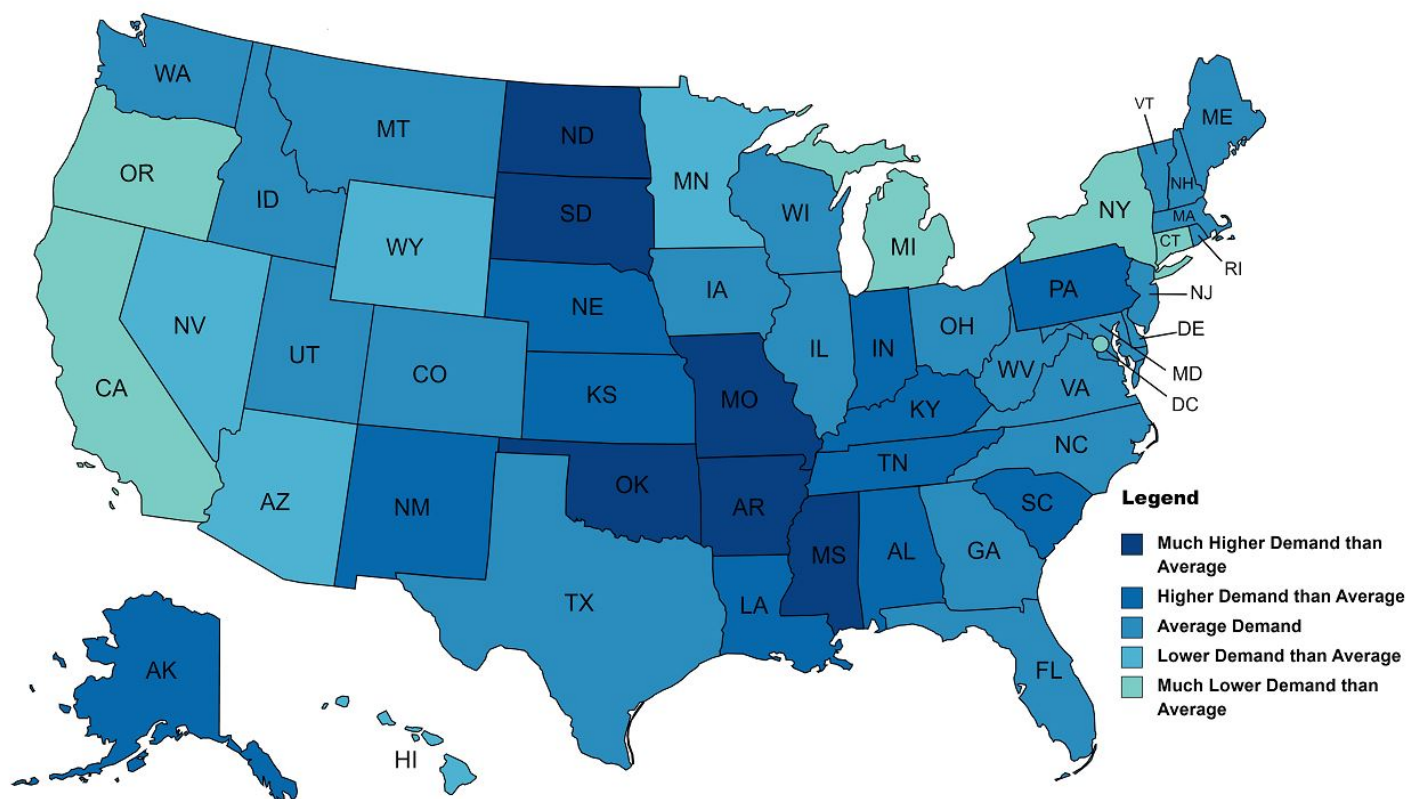 VT
ME
WA
MT
ND
MN
OR
ID
SD
WI
NH
NY
MA
WY
MI
CT
RI
IA
PA
NJ
NE
NV
OH
DE
UT
IL
IN
CO
WV
MD
CA
VA
KS
MO
KY
DC
NC
TN
AZ
OK
NM
AR
SC
Legend
MS
AL
GA
Much Higher Demand than
Average
TX
LA
Higher Demand than Average
Average Demand
AK
FL
Lower Demand than Average
Much Lower Demand than
Average
HI